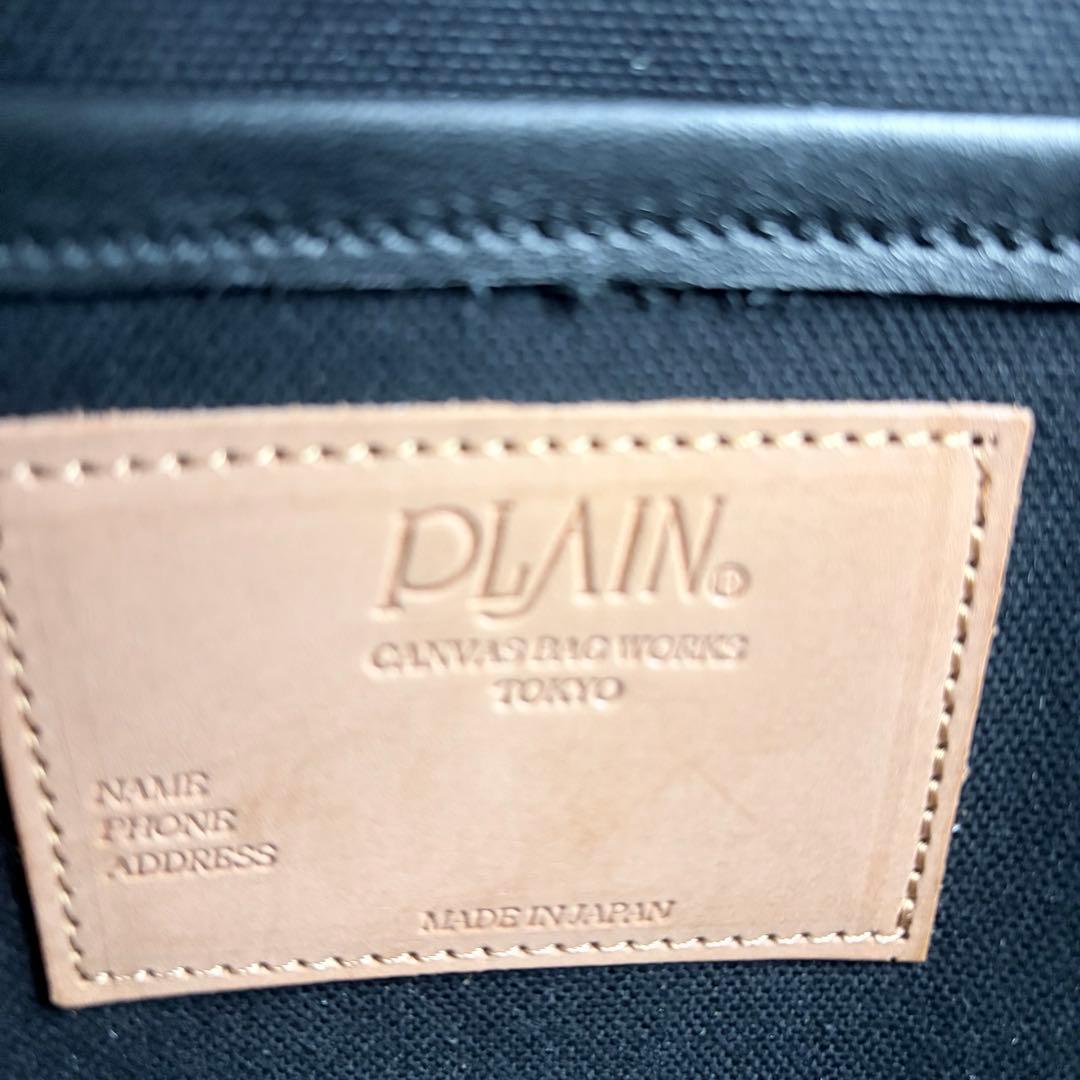 PLAIN®
CANVAS BAG WORKS
TOKYO
NAME
PHONE
ADDRESS
MADE IN JAPAN